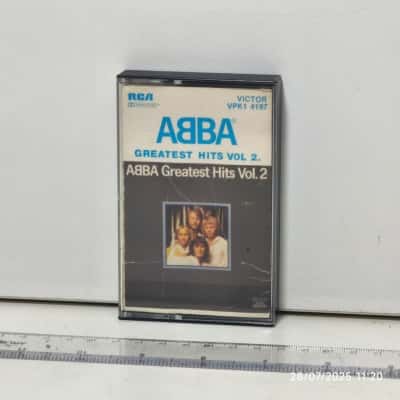 RCA
VICTOR
VPK1 4197
ABBA
GREATEST HITS VOL 2.
ABBA Greatest Hits Vol. 2
28/07/2025 11:20